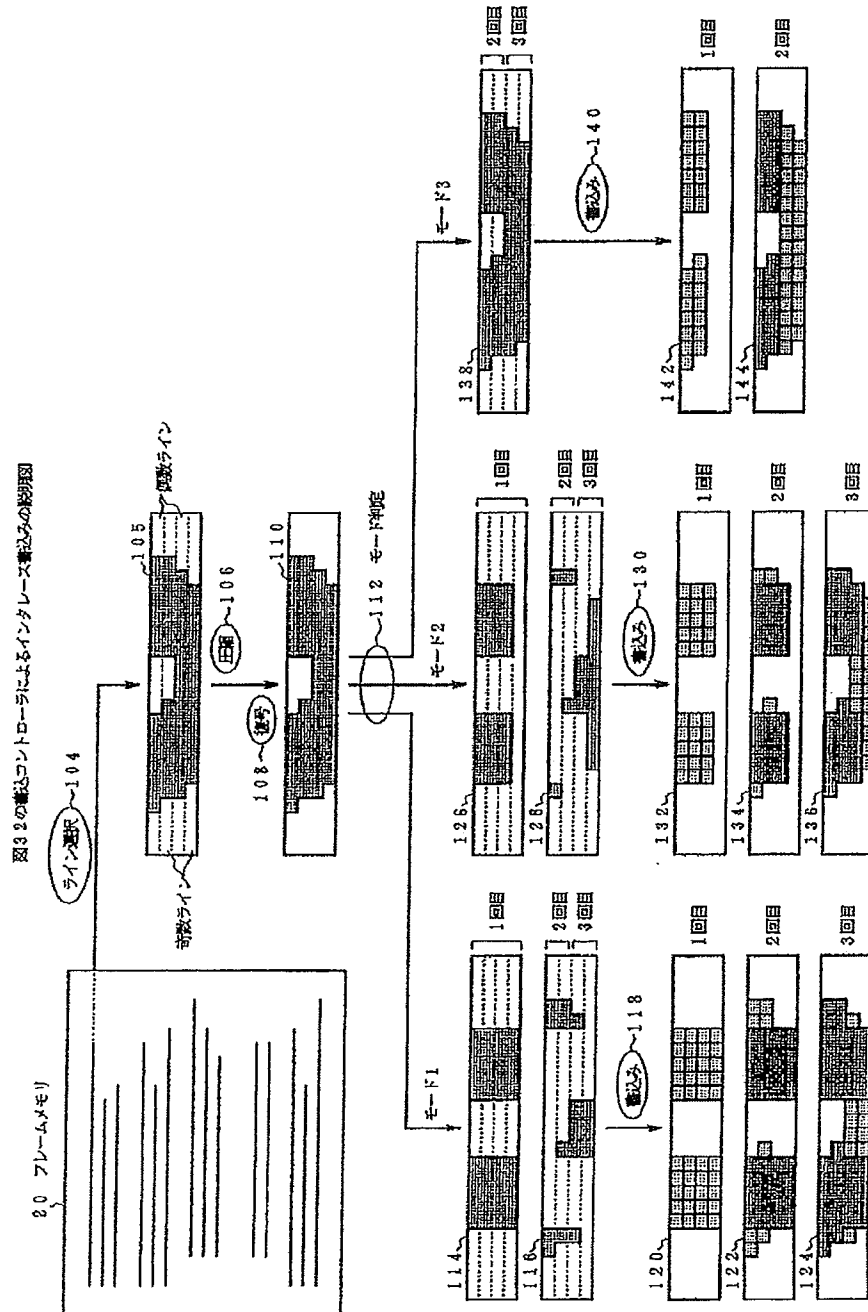 図32の書込コントローラによるインタレース書込みの説明図
20 フレームメモリ
ライン選択 104
105
偶数ライン
奇数ライン
圧縮 106
復号 108
110
112 モード判定
モード1
モード2
モード3
114
1回目
116
2回目
3回目
書込み 118
120
1回目
122
2回目
124
3回目
126
1回目
128
2回目
3回目
書込み 130
132
1回目
134
2回目
136
3回目
138
2回目
3回目
書込み 140
142
1回目
144
2回目